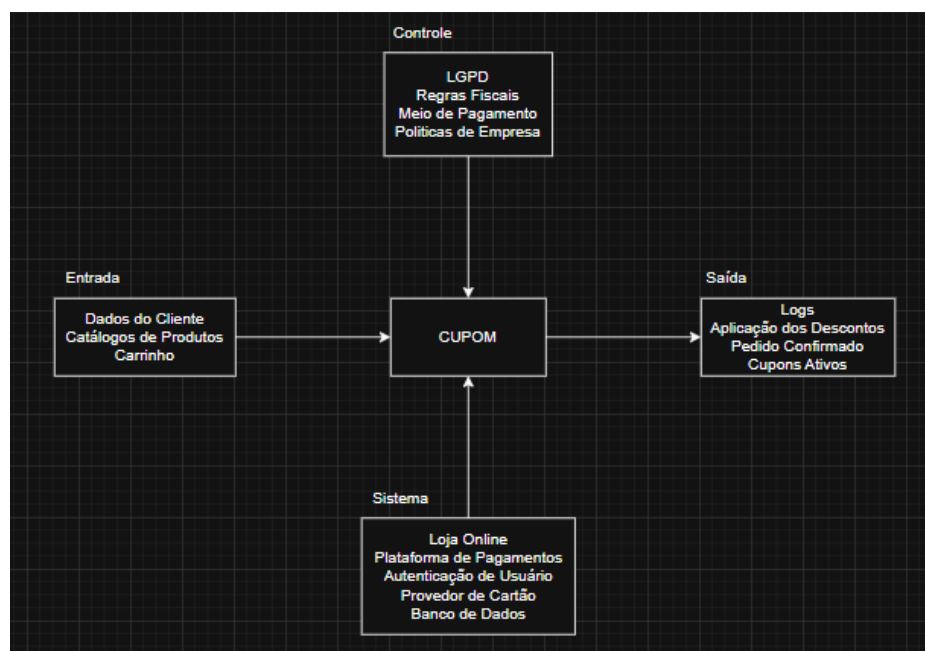 Controle
LGPD
Regras Fiscais
Meio de Pagamento
Politicas de Empresa
Entrada
Dados do Cliente
Catálogos de Produtos
Carrinho
CUPOM
Saída
Logs
Aplicação dos Descontos
Pedido Confirmado
Cupons Ativos
Sistema
Loja Online
Plataforma de Pagamentos
Autenticação de Usuário
Provedor de Cartão
Banco de Dados